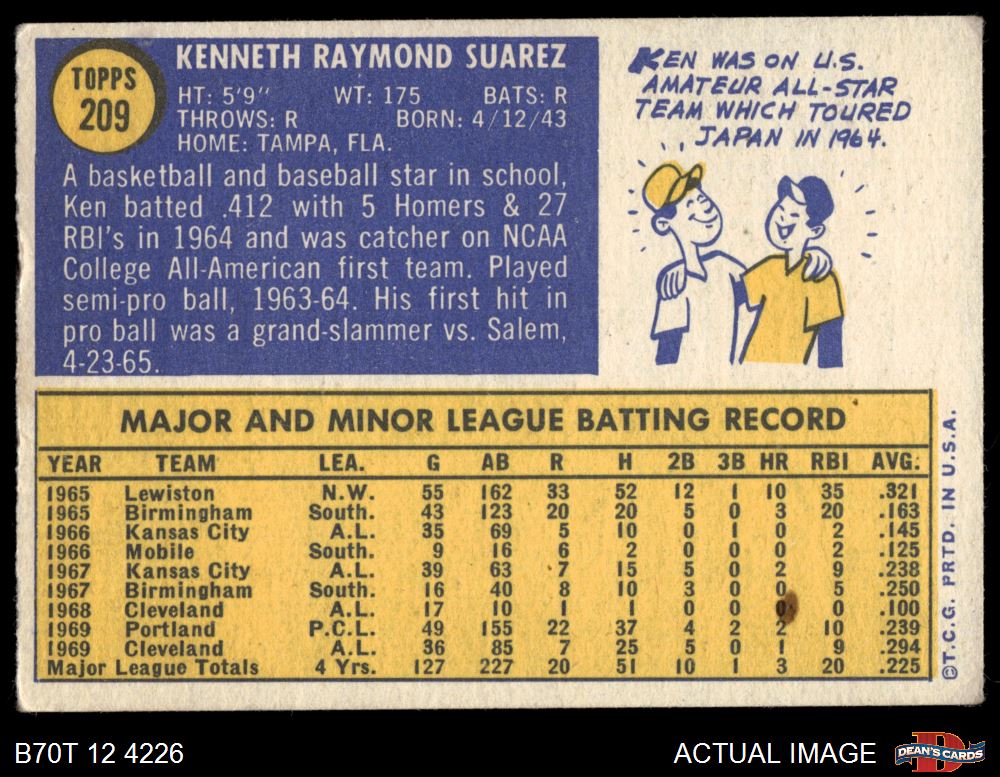 TOPPS
209
KENNETH RAYMOND SUAREZ
HT: 5'9" WT: 175 BATS: R
THROWS: R BORN: 4/12/43
HOME: TAMPA, FLA.
A basketball and baseball star in school,
Ken batted .412 with 5 Homers & 27
RBI's in 1964 and was catcher on NCAA
College All-American first team. Played
semi-pro ball, 1963-64. His first hit in
pro ball was a grand-slammer vs. Salem,
4-23-65.
KEN WAS ON U.S.
AMATEUR ALL-STAR
TEAM WHICH TOURED
JAPAN IN 1964.
MAJOR AND MINOR LEAGUE BATTING RECORD
YEAR TEAM LEA. G AB R H 2B 3B HR RBI AVG.
1965 Lewiston N.W. 55 162 33 52 12 1 10 35 .321
1965 Birmingham South. 43 123 20 20 5 0 3 20 .163
1966 Kansas City A.L. 35 69 5 10 0 1 0 2 .145
1966 Mobile South. 9 16 6 2 0 0 0 2 .125
1967 Kansas City A.L. 39 63 7 15 5 0 2 9 .238
1967 Birmingham South. 16 40 8 10 3 0 0 5 .250
1968 Cleveland A.L. 17 10 1 1 0 0 0 0 .100
1969 Portland P.C.L. 49 155 22 37 4 2 2 10 .239
1969 Cleveland A.L. 36 85 7 25 5 0 1 9 .294
Major League Totals 4 Yrs. 127 227 20 51 10 1 3 20 .225
©T.C.G. PRTD. IN U.S.A.
B70T 12 4226
ACTUAL IMAGE
DEAN'S CARDS